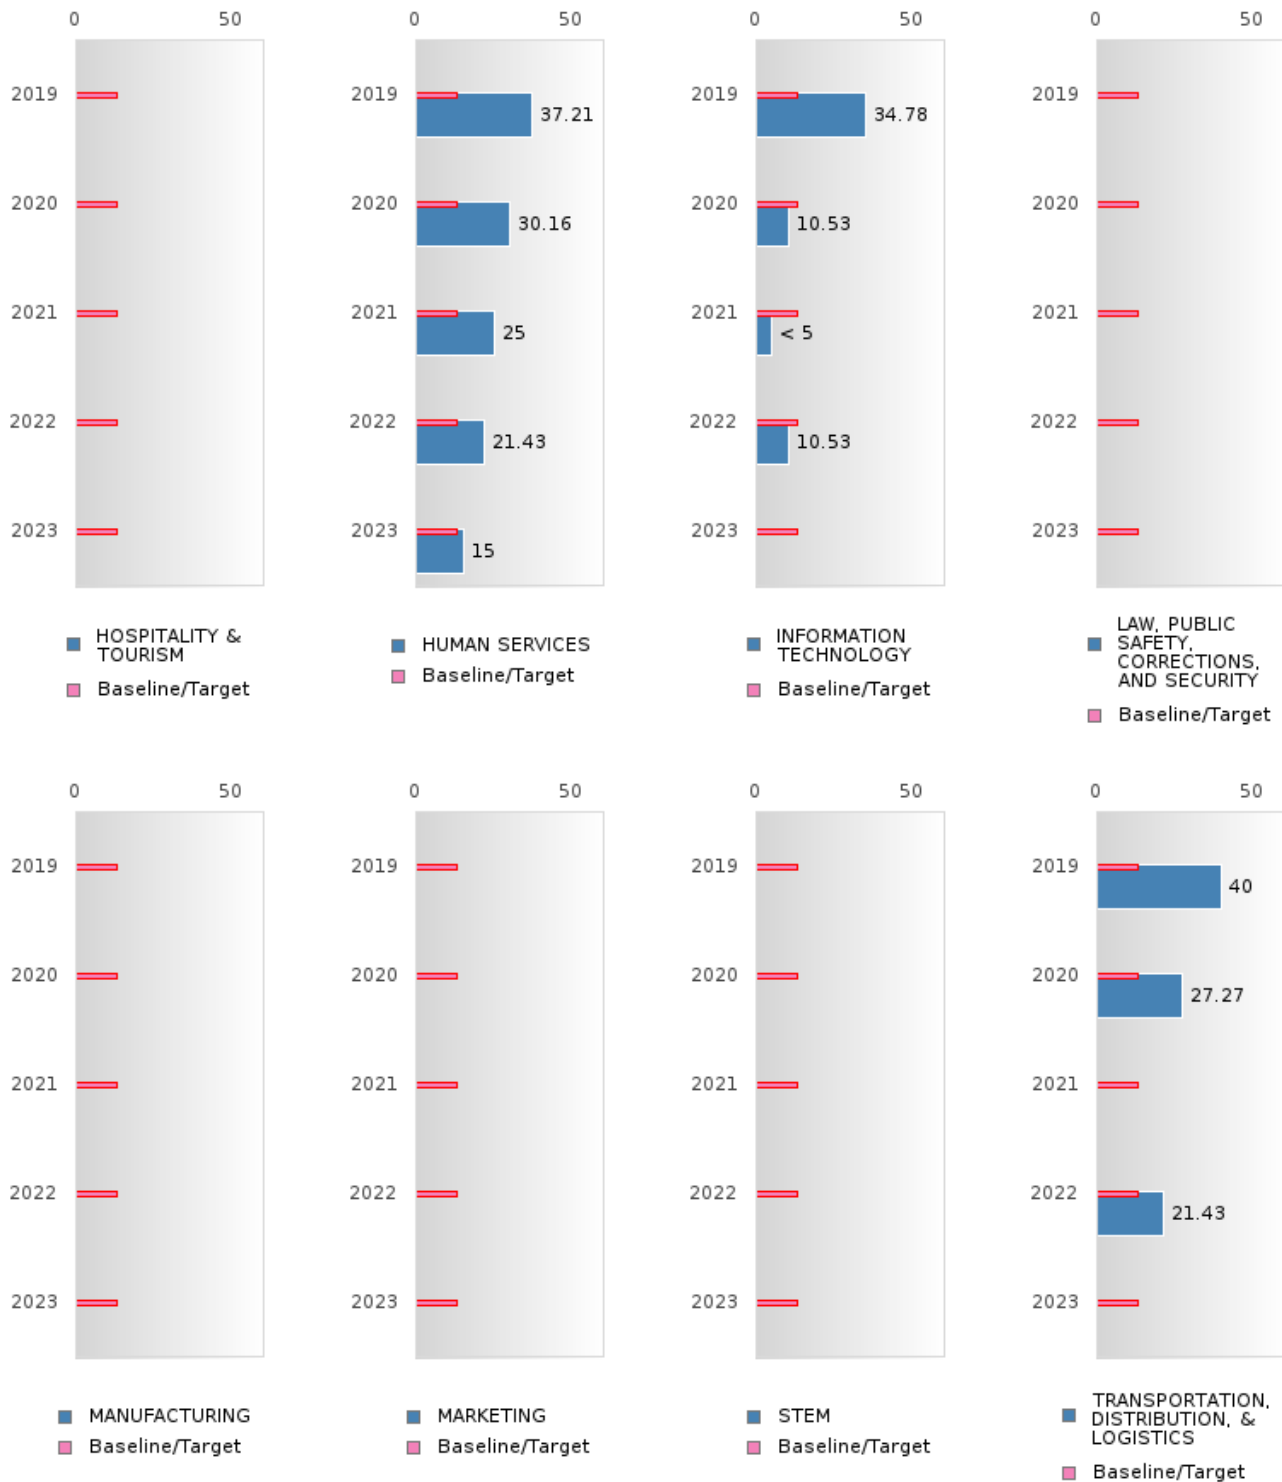 0 50
2019
2020
2021
2022
2023
HOSPITALITY &
TOURISM
Baseline/Target
0 50
2019
37.21
2020
30.16
2021
25
2022
21.43
2023
15
HUMAN SERVICES
Baseline/Target
0 50
2019
34.78
2020
10.53
2021
< 5
2022
10.53
2023
INFORMATION
TECHNOLOGY
Baseline/Target
0 50
2019
2020
2021
2022
2023
LAW, PUBLIC
SAFETY,
CORRECTIONS,
AND SECURITY
Baseline/Target
0 50
2019
2020
2021
2022
2023
MANUFACTURING
Baseline/Target
0 50
2019
2020
2021
2022
2023
MARKETING
Baseline/Target
0 50
2019
2020
2021
2022
2023
STEM
Baseline/Target
0 50
2019
40
2020
27.27
2021
2022
21.43
2023
TRANSPORTATION,
DISTRIBUTION, &
LOGISTICS
Baseline/Target